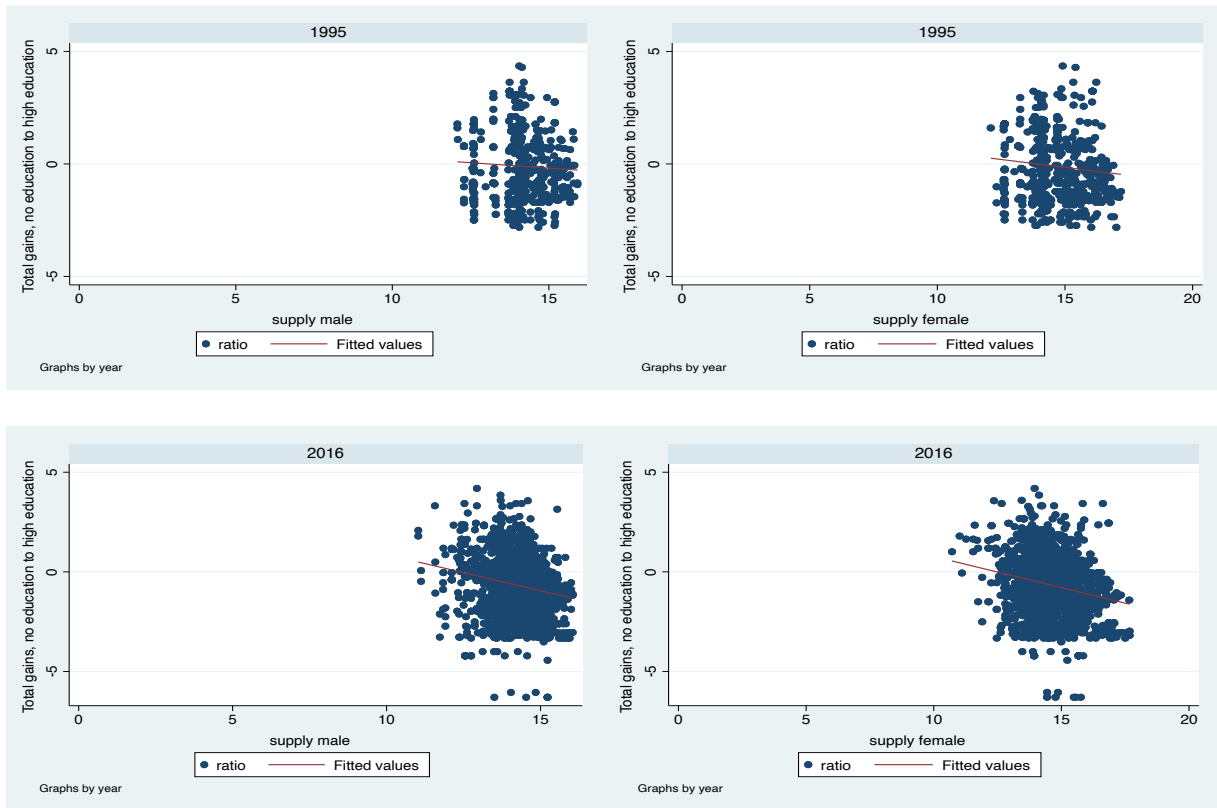 1995
Total gains, no education to high education
5
0
-5
0 5 10 15
supply male
ratio Fitted values
Graphs by year
1995
Total gains, no education to high education
5
0
-5
0 5 10 15 20
supply female
ratio Fitted values
Graphs by year
2016
Total gains, no education to high education
5
0
-5
0 5 10 15
supply male
ratio Fitted values
Graphs by year
2016
Total gains, no education to high education
5
0
-5
0 5 10 15 20
supply female
ratio Fitted values
Graphs by year